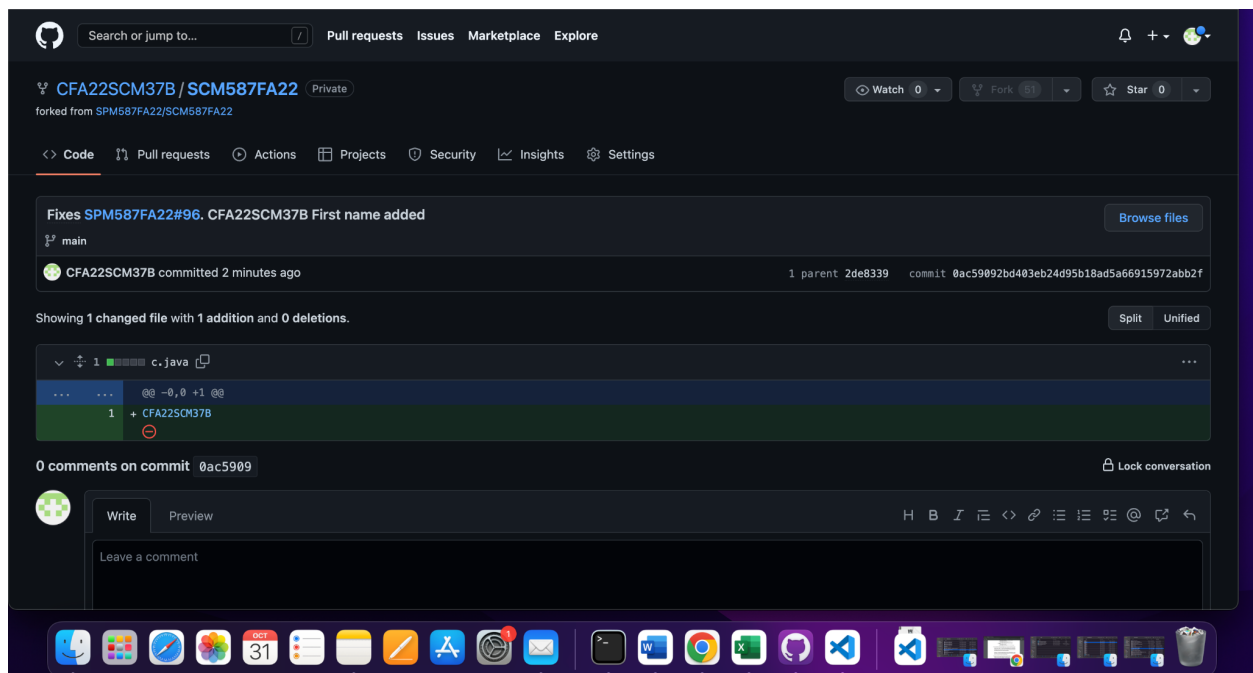 Search or jump to... / Pull requests Issues Marketplace Explore
CFA22SCM37B / SCM587FA22 Private Watch 0 Fork 51 Star 0
forked from SPM587FA22/SCM587FA22
<> Code Pull requests Actions Projects Security Insights Settings
Fixes SPM587FA22#96. CFA22SCM37B First name added Browse files
main
CFA22SCM37B committed 2 minutes ago 1 parent 2de8339 commit 0ac59092bd403eb24d95b18ad5a66915972abb2f
Showing 1 changed file with 1 addition and 0 deletions. Split Unified
1 c.java ...
... ... @@ -0,0 +1 @@
1 + CFA22SCM37B
0 comments on commit 0ac5909 Lock conversation
Write Preview H B I <> @
Leave a comment
OCT
31 1 >_ W X